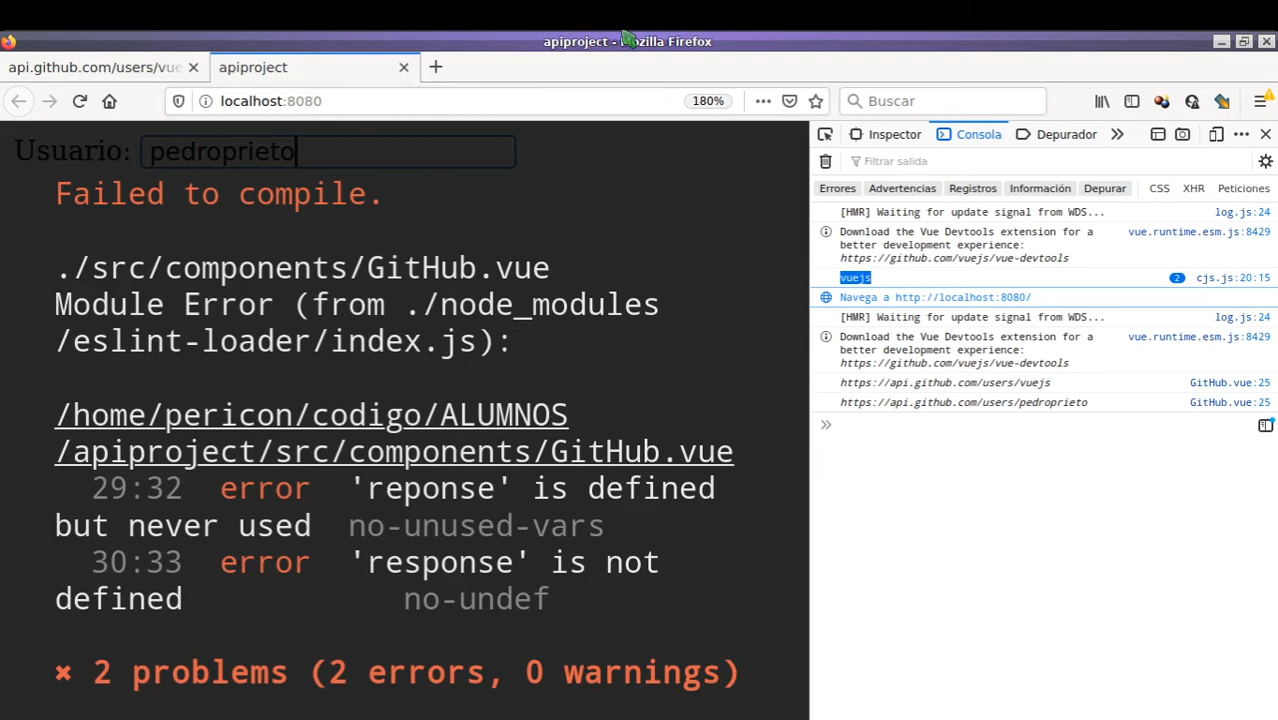 apiproject - Mozilla Firefox
api.github.com/users/vue
apiproject
localhost:8080
180%
Buscar
Usuario: pedroprieto
Failed to compile.
./src/components/GitHub.vue
Module Error (from ./node_modules
/eslint-loader/index.js):
/home/pericon/codigo/ALUMNOS
/apiproject/src/components/GitHub.vue
29:32 error 'reponse' is defined
but never used no-unused-vars
30:33 error 'response' is not
defined no-undef
✖ 2 problems (2 errors, 0 warnings)
Inspector Consola Depurador
Filtrar salida
Errores Advertencias Registros Información Depurar CSS XHR Peticiones
[HMR] Waiting for update signal from WDS... log.js:24
Download the Vue Devtools extension for a vue.runtime.esm.js:8429
better development experience:
https://github.com/vuejs/vue-devtools
vuejs 2 cjs.js:20:15
Navega a http://localhost:8080/
[HMR] Waiting for update signal from WDS... log.js:24
Download the Vue Devtools extension for a vue.runtime.esm.js:8429
better development experience:
https://github.com/vuejs/vue-devtools
https://api.github.com/users/vuejs GitHub.vue:25
https://api.github.com/users/pedroprieto GitHub.vue:25